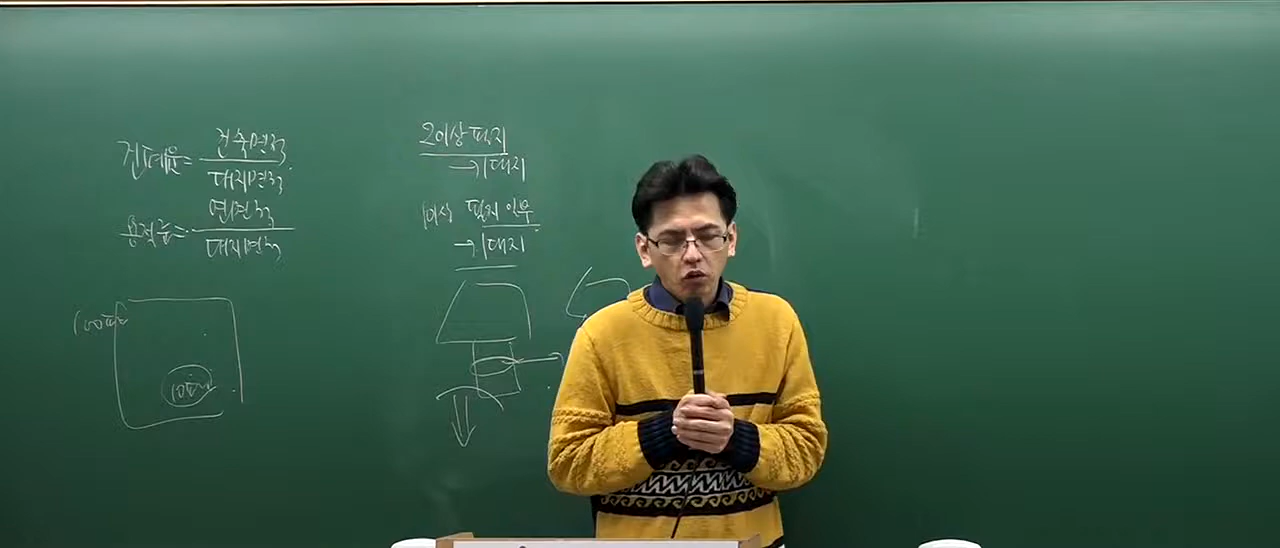 건폐율 = 건축면적 / 대지면적
용적률 = 연면적 / 대지면적
2이상 필지
→ 1대지
1이상 필지 일부
→ 1대지